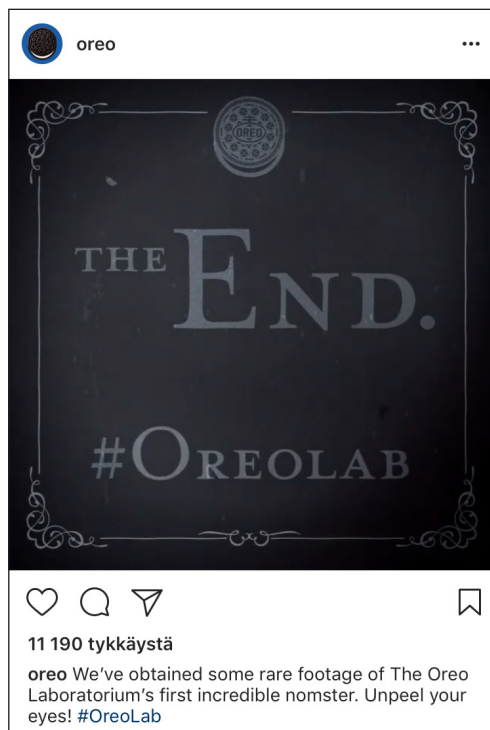 oreo
OREO
THE END.
#OREOLAB
11 190 tykkäystä
oreo We’ve obtained some rare footage of The Oreo
Laboratorium’s first incredible nomster. Unpeel your
eyes! #OreoLab